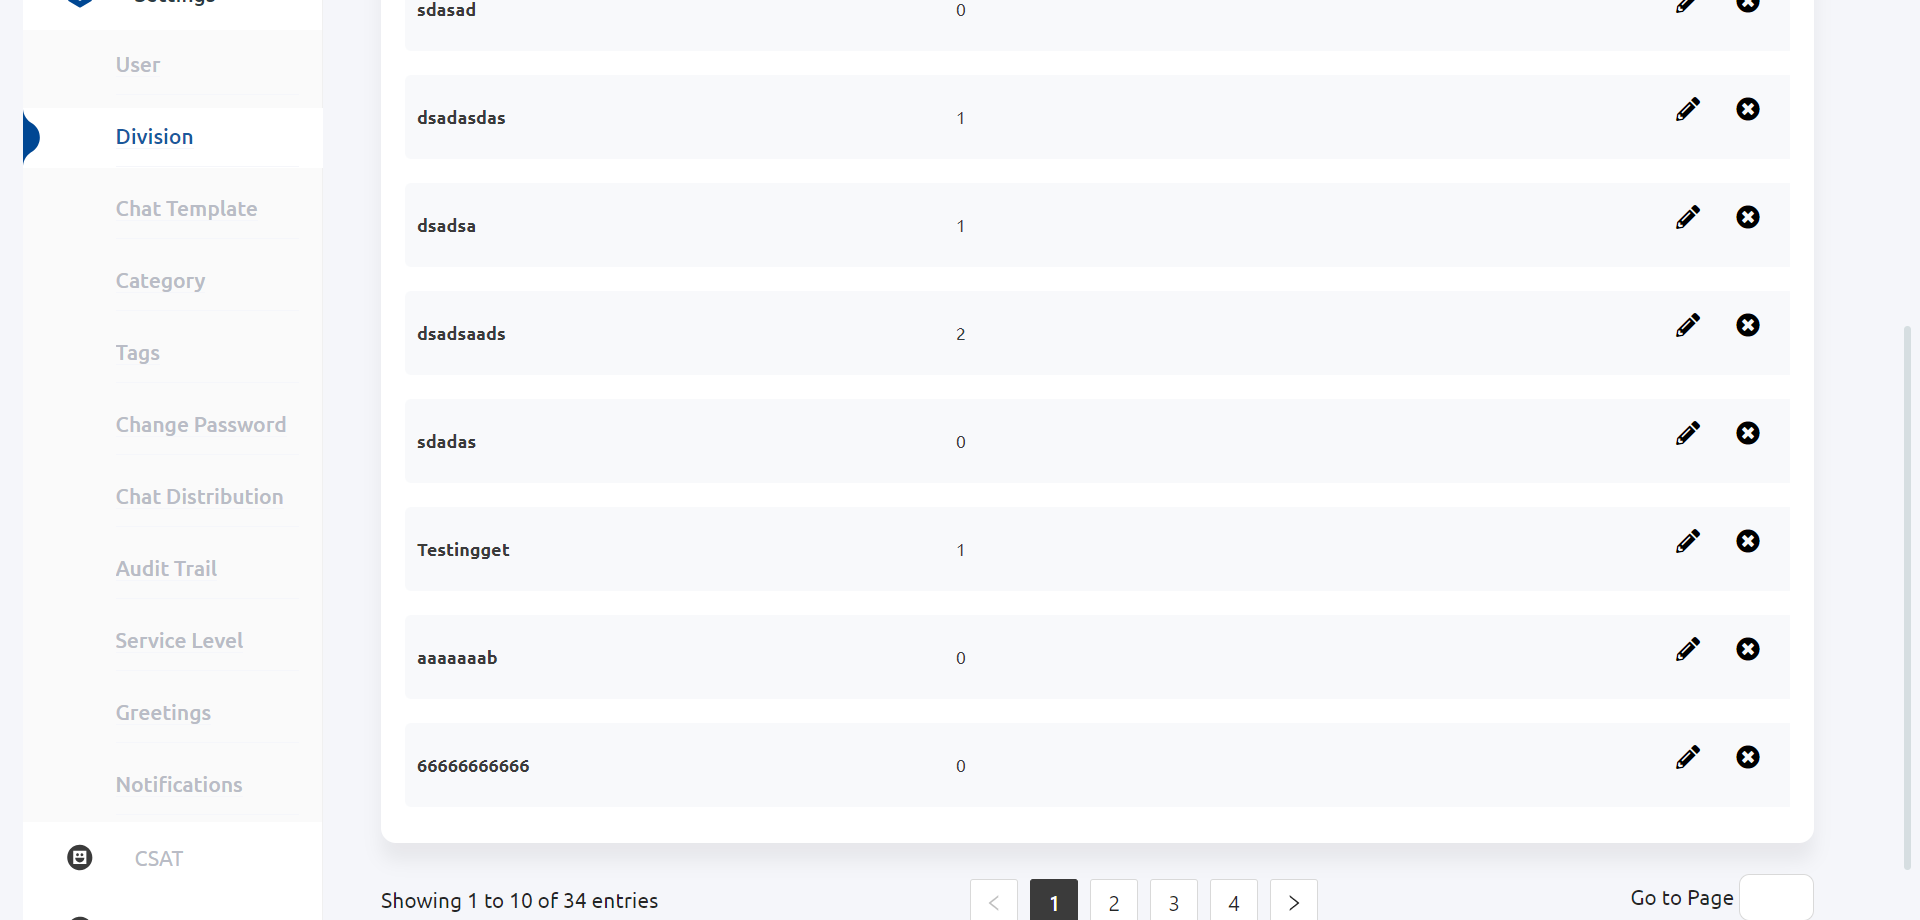 Settings
User
Division
Chat Template
Category
Tags
Change Password
Chat Distribution
Audit Trail
Service Level
Greetings
Notifications
CSAT
sdasad 0
dsadasdas 1
dsadsa 1
dsadsaads 2
sdadas 0
Testingget 1
aaaaaaab 0
66666666666 0
Showing 1 to 10 of 34 entries
< 1 2 3 4 >
Go to Page